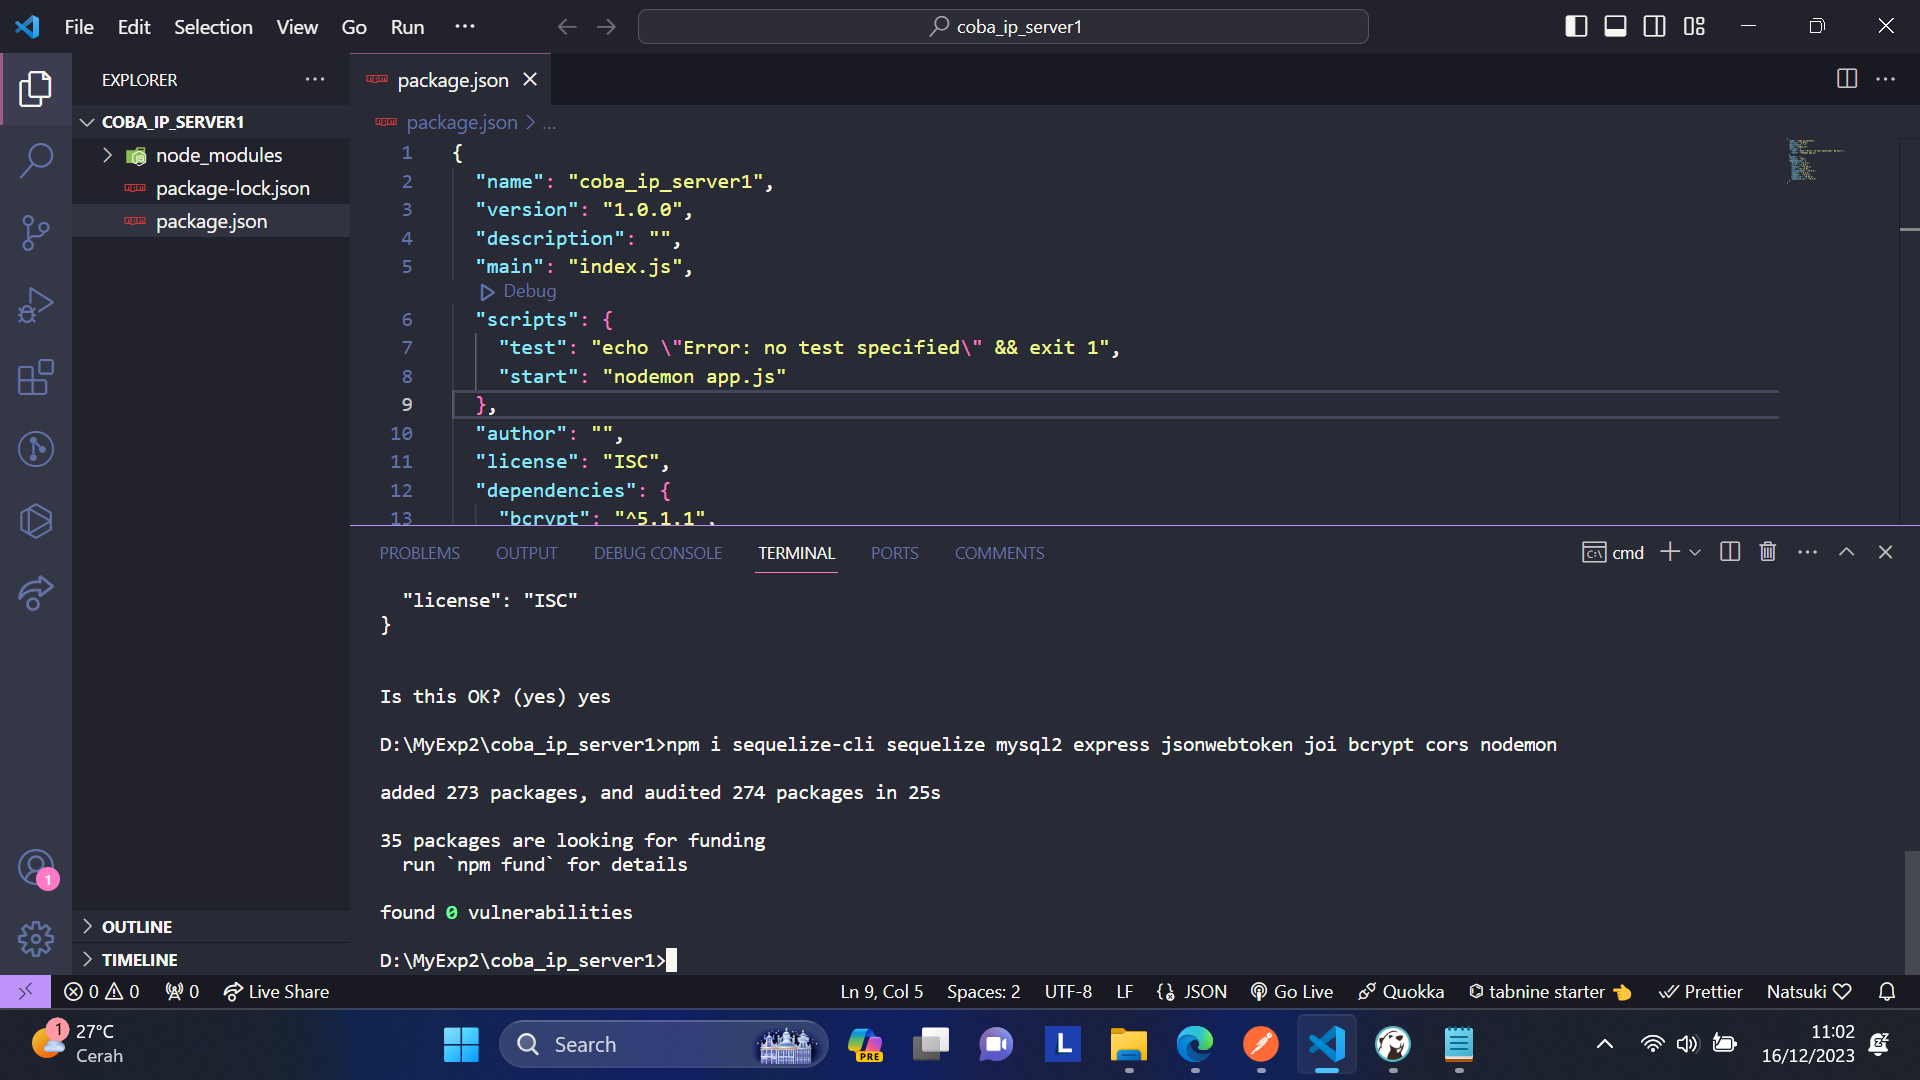 File Edit Selection View Go Run ···
coba_ip_server1
EXPLORER
COBA_IP_SERVER1
node_modules
package-lock.json
package.json
OUTLINE
TIMELINE
package.json
package.json > ...
1 {
2 "name": "coba_ip_server1",
3 "version": "1.0.0",
4 "description": "",
5 "main": "index.js",
Debug
6 "scripts": {
7 "test": "echo \"Error: no test specified\" && exit 1",
8 "start": "nodemon app.js"
9 },
10 "author": "",
11 "license": "ISC",
12 "dependencies": {
13 "bcrypt": "^5.1.1",
PROBLEMS OUTPUT DEBUG CONSOLE TERMINAL PORTS COMMENTS
cmd
"license": "ISC"
}
Is this OK? (yes) yes
D:\MyExp2\coba_ip_server1>npm i sequelize-cli sequelize mysql2 express jsonwebtoken joi bcrypt cors nodemon
added 273 packages, and audited 274 packages in 25s
35 packages are looking for funding
run `npm fund` for details
found 0 vulnerabilities
D:\MyExp2\coba_ip_server1>
1
0 0 0 Live Share Ln 9, Col 5 Spaces: 2 UTF-8 LF JSON Go Live Quokka tabnine starter Prettier Natsuki
1 27°C
Cerah
Search
PRE
L
11:02
16/12/2023